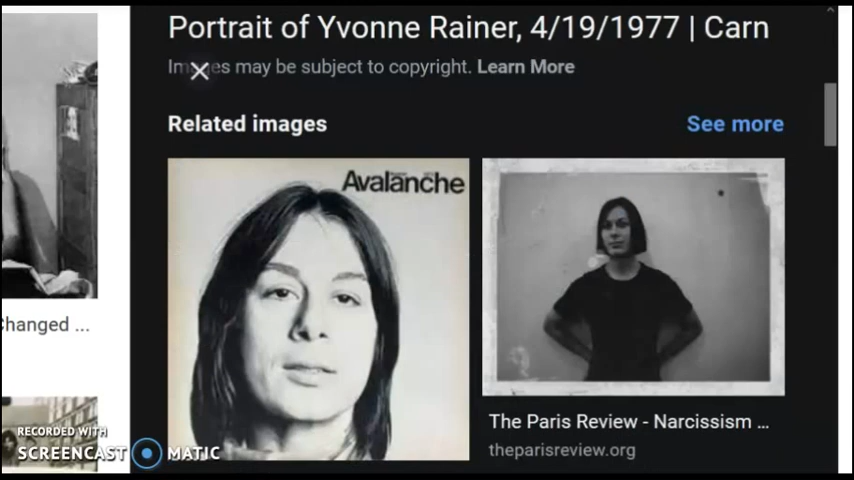 Portrait of Yvonne Rainer, 4/19/1977 | Carn
Images may be subject to copyright. Learn More
Related images
See more
Avalanche
Changed ...
The Paris Review - Narcissism ...
theparisreview.org
RECORDED WITH
SCREENCAST MATIC